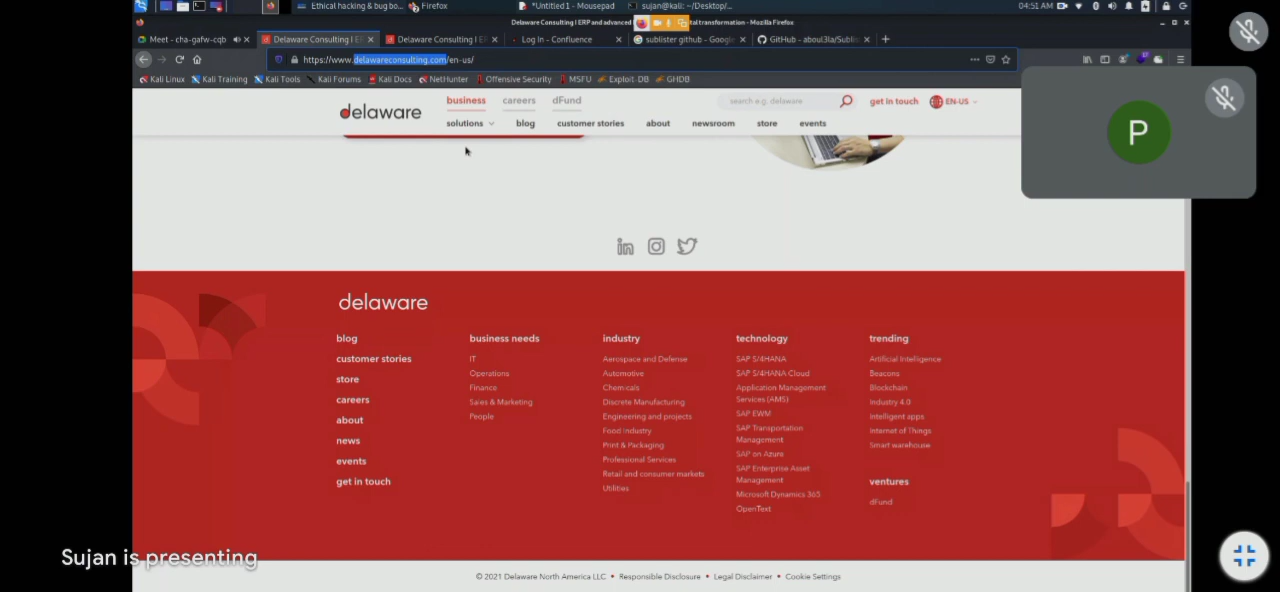 Ethical hacking & bug bo...
Firefox
*Untitled 1 - Mousepad
sujan@kali: ~/Desktop/...
04:51 AM
Delaware Consulting | ERP and advanced
tal transformation - Mozilla Firefox
Meet - cha-gafw-cqb
Delaware Consulting | E
Delaware Consulting | E
Log In - Confluence
sublister github - Google
GitHub - aboul3la/Sublis
https://www.delawareconsulting.com/en-us/
Kali Linux
Kali Training
Kali Tools
Kali Forums
Kali Docs
NetHunter
Offensive Security
MSFU
Exploit-DB
GHDB
delaware
business
careers
dFund
search e.g. delaware
get in touch
EN-US
solutions
blog
customer stories
about
newsroom
store
events
P
delaware
blog
customer stories
store
careers
about
news
events
get in touch
business needs
IT
Operations
Finance
Sales & Marketing
People
industry
Aerospace and Defense
Automotive
Chemicals
Discrete Manufacturing
Engineering and projects
Food Industry
Print & Packaging
Professional Services
Retail and consumer markets
Utilities
technology
SAP S/4HANA
SAP S/4HANA Cloud
Application Management
Services (AMS)
SAP EWM
SAP Transportation
Management
SAP on Azure
SAP Enterprise Asset
Management
Microsoft Dynamics 365
OpenText
trending
Artificial Intelligence
Beacons
Blockchain
Industry 4.0
Intelligent apps
Internet of Things
Smart warehouse
ventures
dFund
Sujan is presenting
© 2021 Delaware North America LLC • Responsible Disclosure • Legal Disclaimer • Cookie Settings